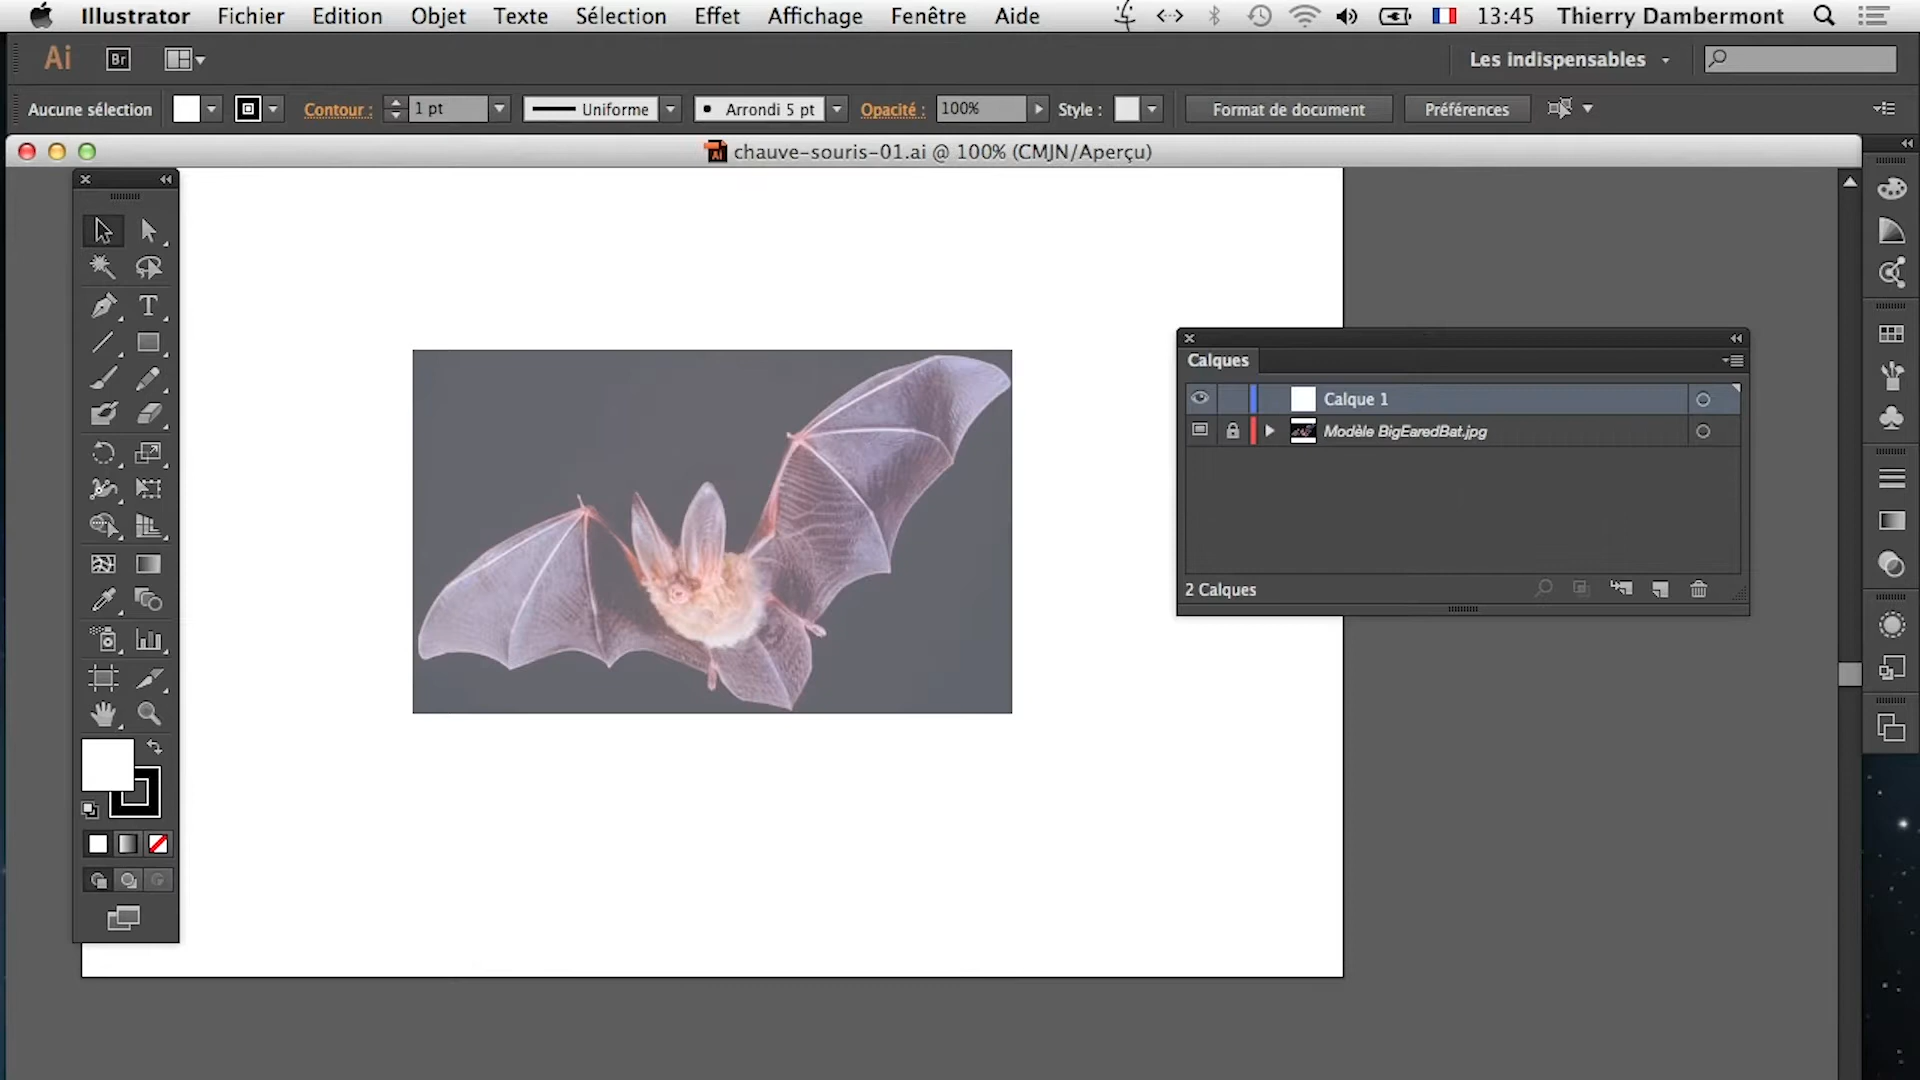 Illustrator Fichier Edition Objet Texte Sélection Effet Affichage Fenêtre Aide 13:45 Thierry Dambermont
Ai Br Les indispensables
Aucune sélection Contour : 1 pt Uniforme Arrondi 5 pt Opacité : 100% Style : Format de document Préférences
chauve-souris-01.ai @ 100% (CMJN/Aperçu)
Calques
Calque 1
Modèle BigEaredBat.jpg
2 Calques